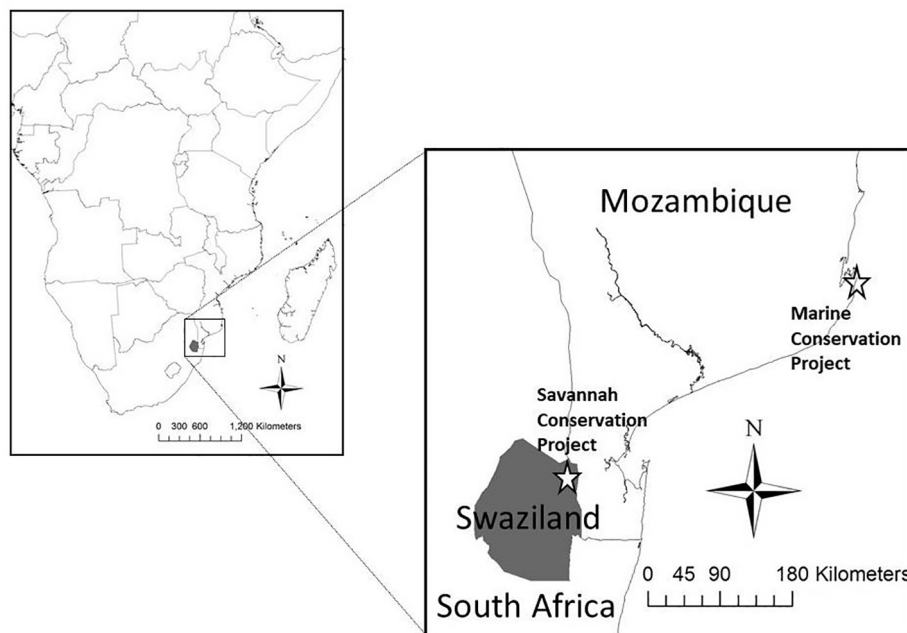 N
0 300 600 1,200 Kilometers
Mozambique
Marine
Conservation
Project
Savannah
Conservation
Project
N
Swaziland
0 45 90 180 Kilometers
South Africa